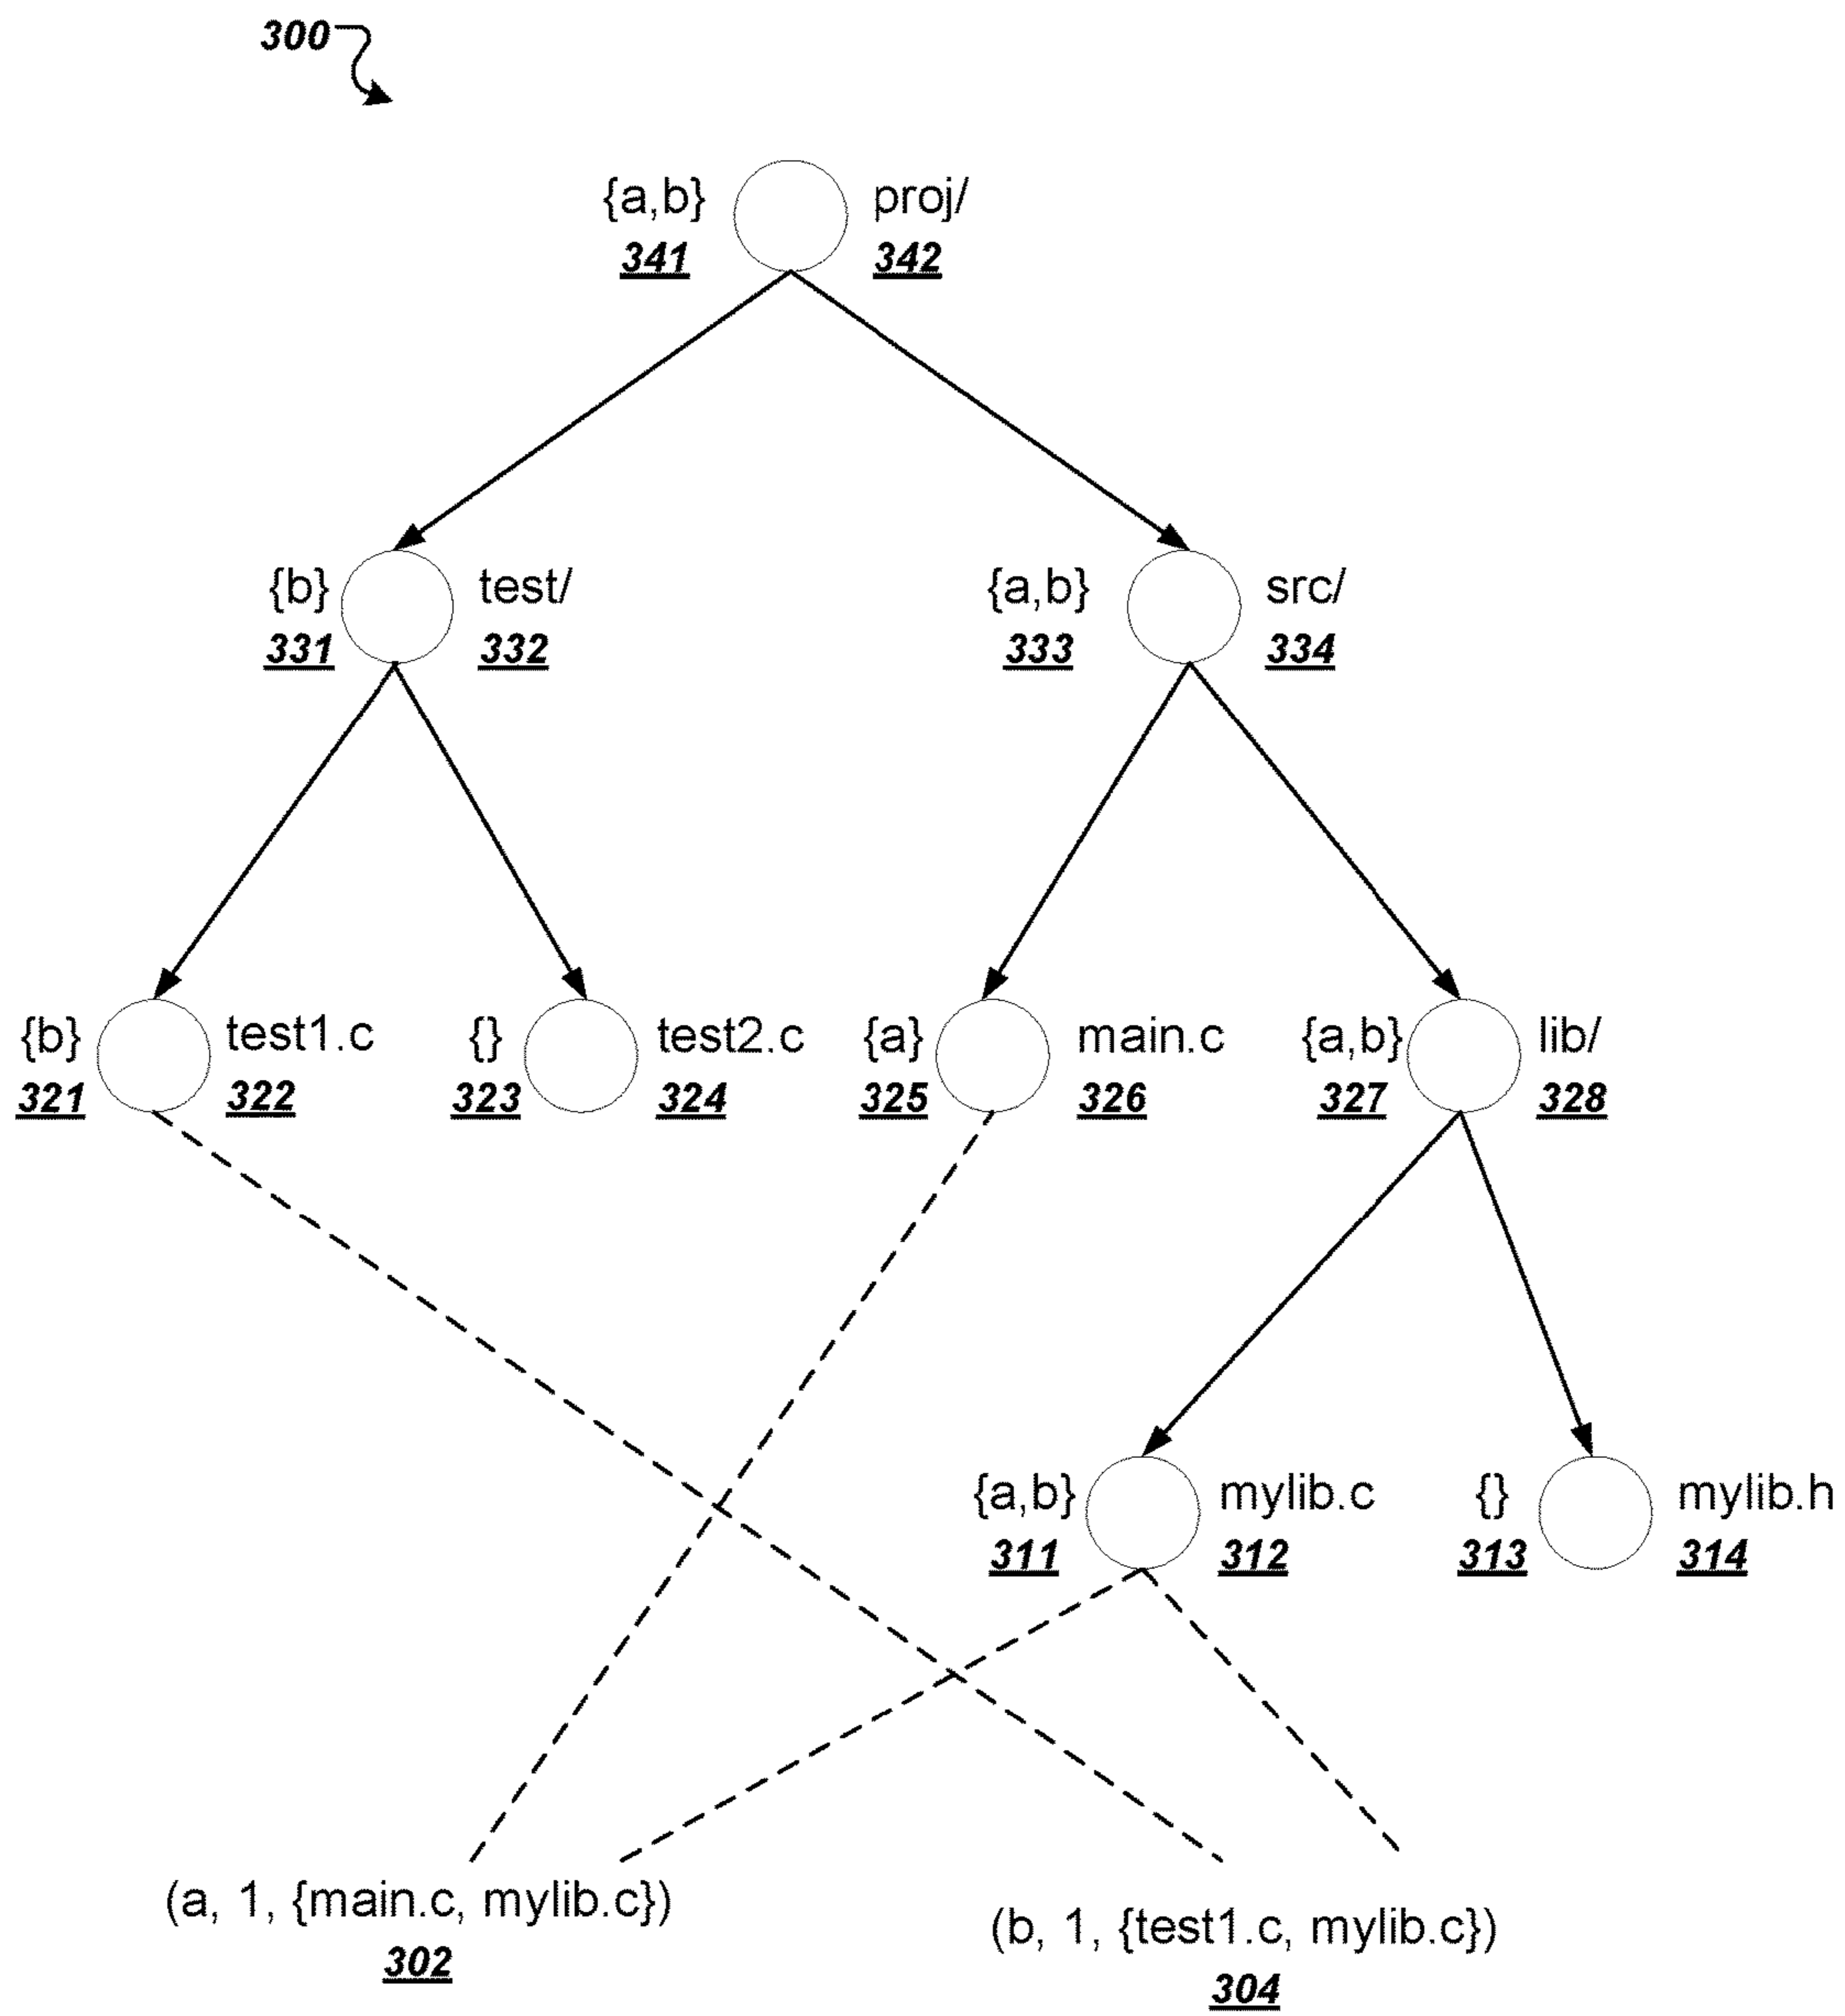 300
{a,b} proj/
341 342
{b} test/ {a,b} src/
331 332 333 334
{b} test1.c {} test2.c {a} main.c {a,b} lib/
321 322 323 324 325 326 327 328
{a,b} mylib.c {} mylib.h
311 312 313 314
(a, 1, {main.c, mylib.c})
302
(b, 1, {test1.c, mylib.c})
304